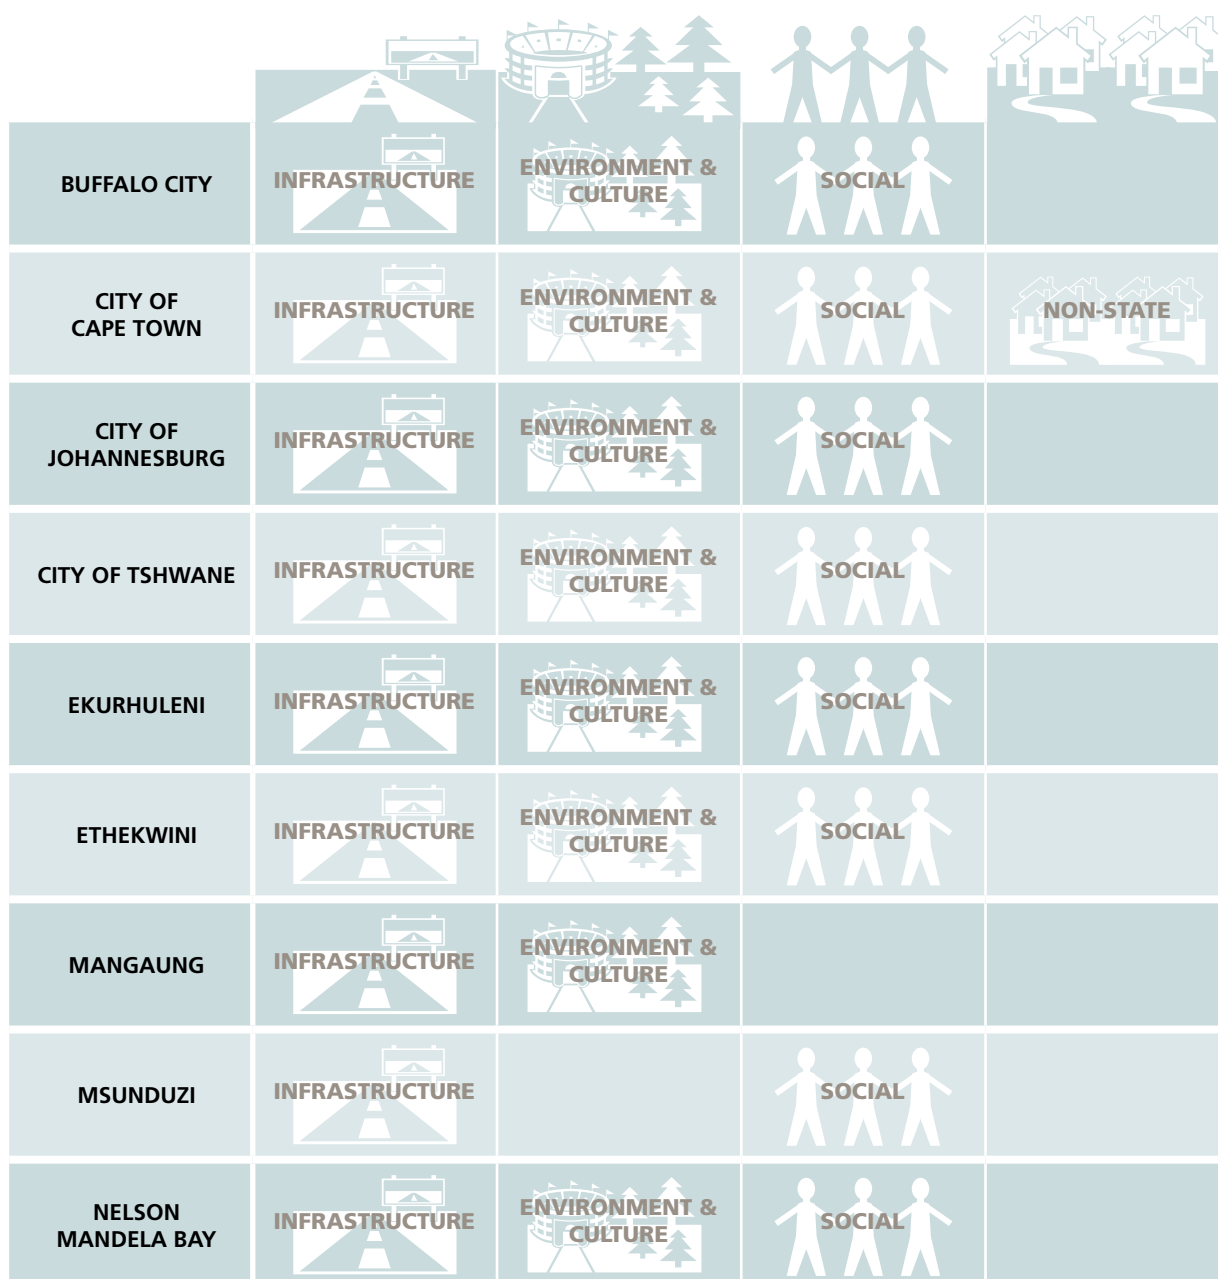 BUFFALO CITY
INFRASTRUCTURE
ENVIRONMENT &
CULTURE
SOCIAL
CITY OF
CAPE TOWN
INFRASTRUCTURE
ENVIRONMENT &
CULTURE
SOCIAL
NON-STATE
CITY OF
JOHANNESBURG
INFRASTRUCTURE
ENVIRONMENT &
CULTURE
SOCIAL
CITY OF TSHWANE
INFRASTRUCTURE
ENVIRONMENT &
CULTURE
SOCIAL
EKURHULENI
INFRASTRUCTURE
ENVIRONMENT &
CULTURE
SOCIAL
ETHEKWINI
INFRASTRUCTURE
ENVIRONMENT &
CULTURE
SOCIAL
MANGAUNG
INFRASTRUCTURE
ENVIRONMENT &
CULTURE
MSUNDUZI
INFRASTRUCTURE
SOCIAL
NELSON
MANDELA BAY
INFRASTRUCTURE
ENVIRONMENT &
CULTURE
SOCIAL